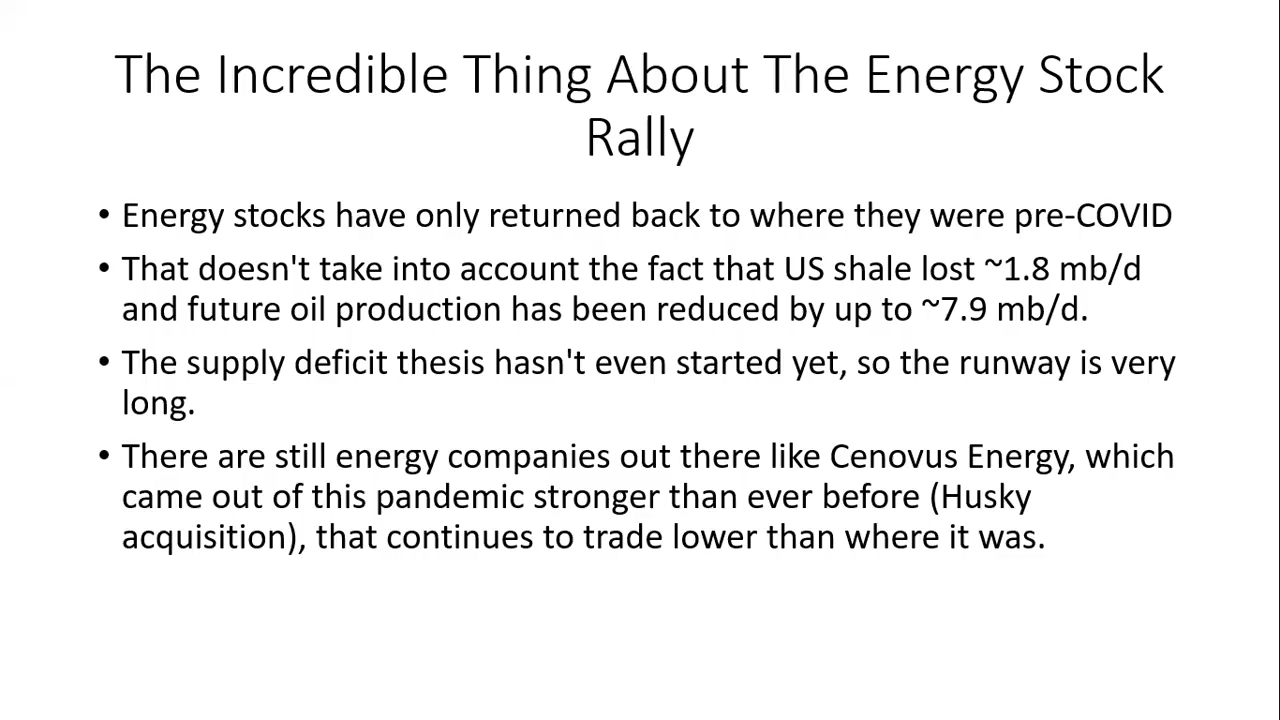 The Incredible Thing About The Energy Stock
Rally
• Energy stocks have only returned back to where they were pre-COVID
• That doesn't take into account the fact that US shale lost ~1.8 mb/d
and future oil production has been reduced by up to ~7.9 mb/d.
• The supply deficit thesis hasn't even started yet, so the runway is very
long.
• There are still energy companies out there like Cenovus Energy, which
came out of this pandemic stronger than ever before (Husky
acquisition), that continues to trade lower than where it was.